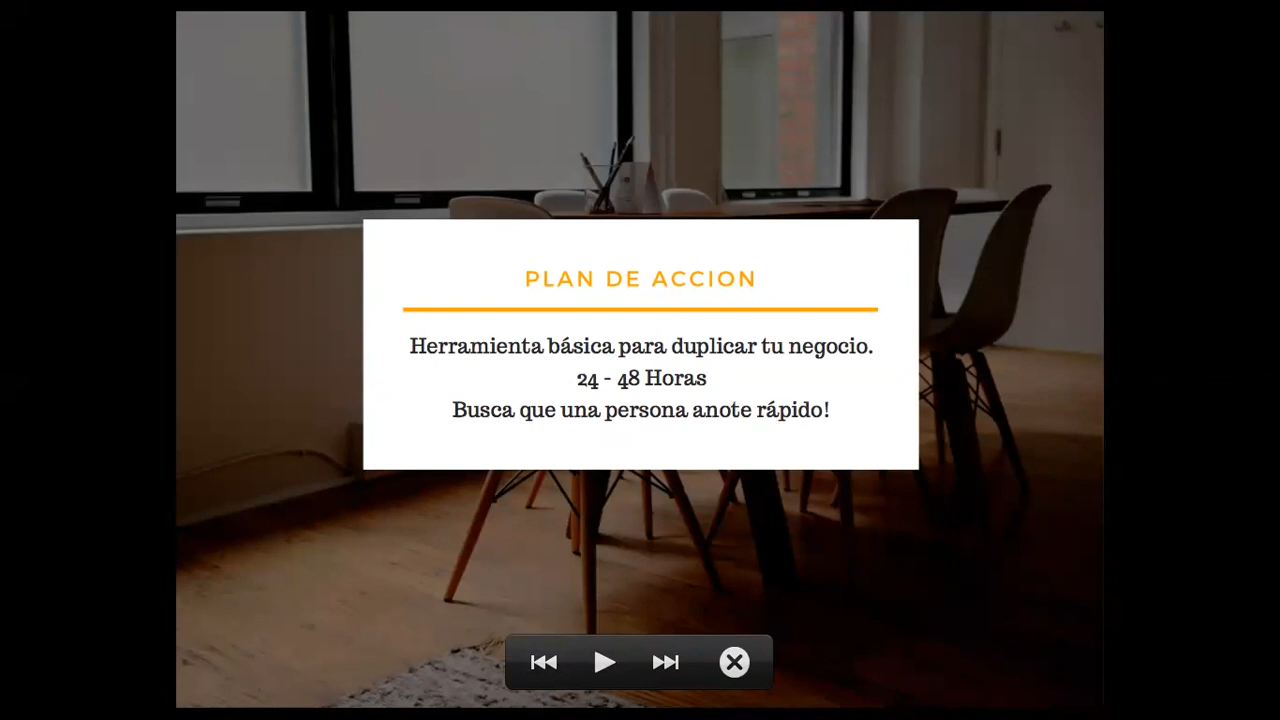 PLAN DE ACCION
Herramienta básica para duplicar tu negocio.
24 - 48 Horas
Busca que una persona anote rápido!